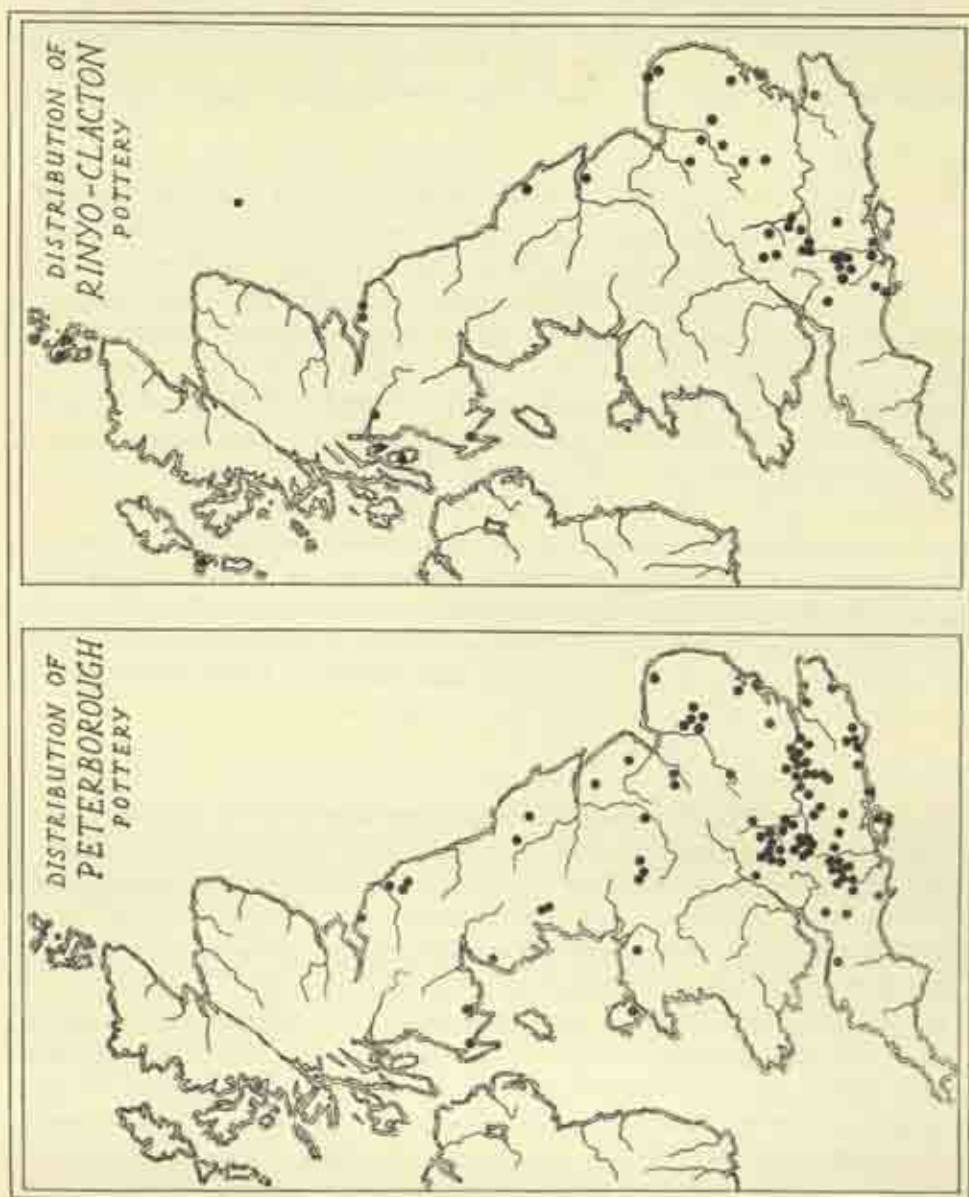 DISTRIBUTION OF
RINYO-CLACTON
POTTERY
DISTRIBUTION OF
PETERBOROUGH
POTTERY